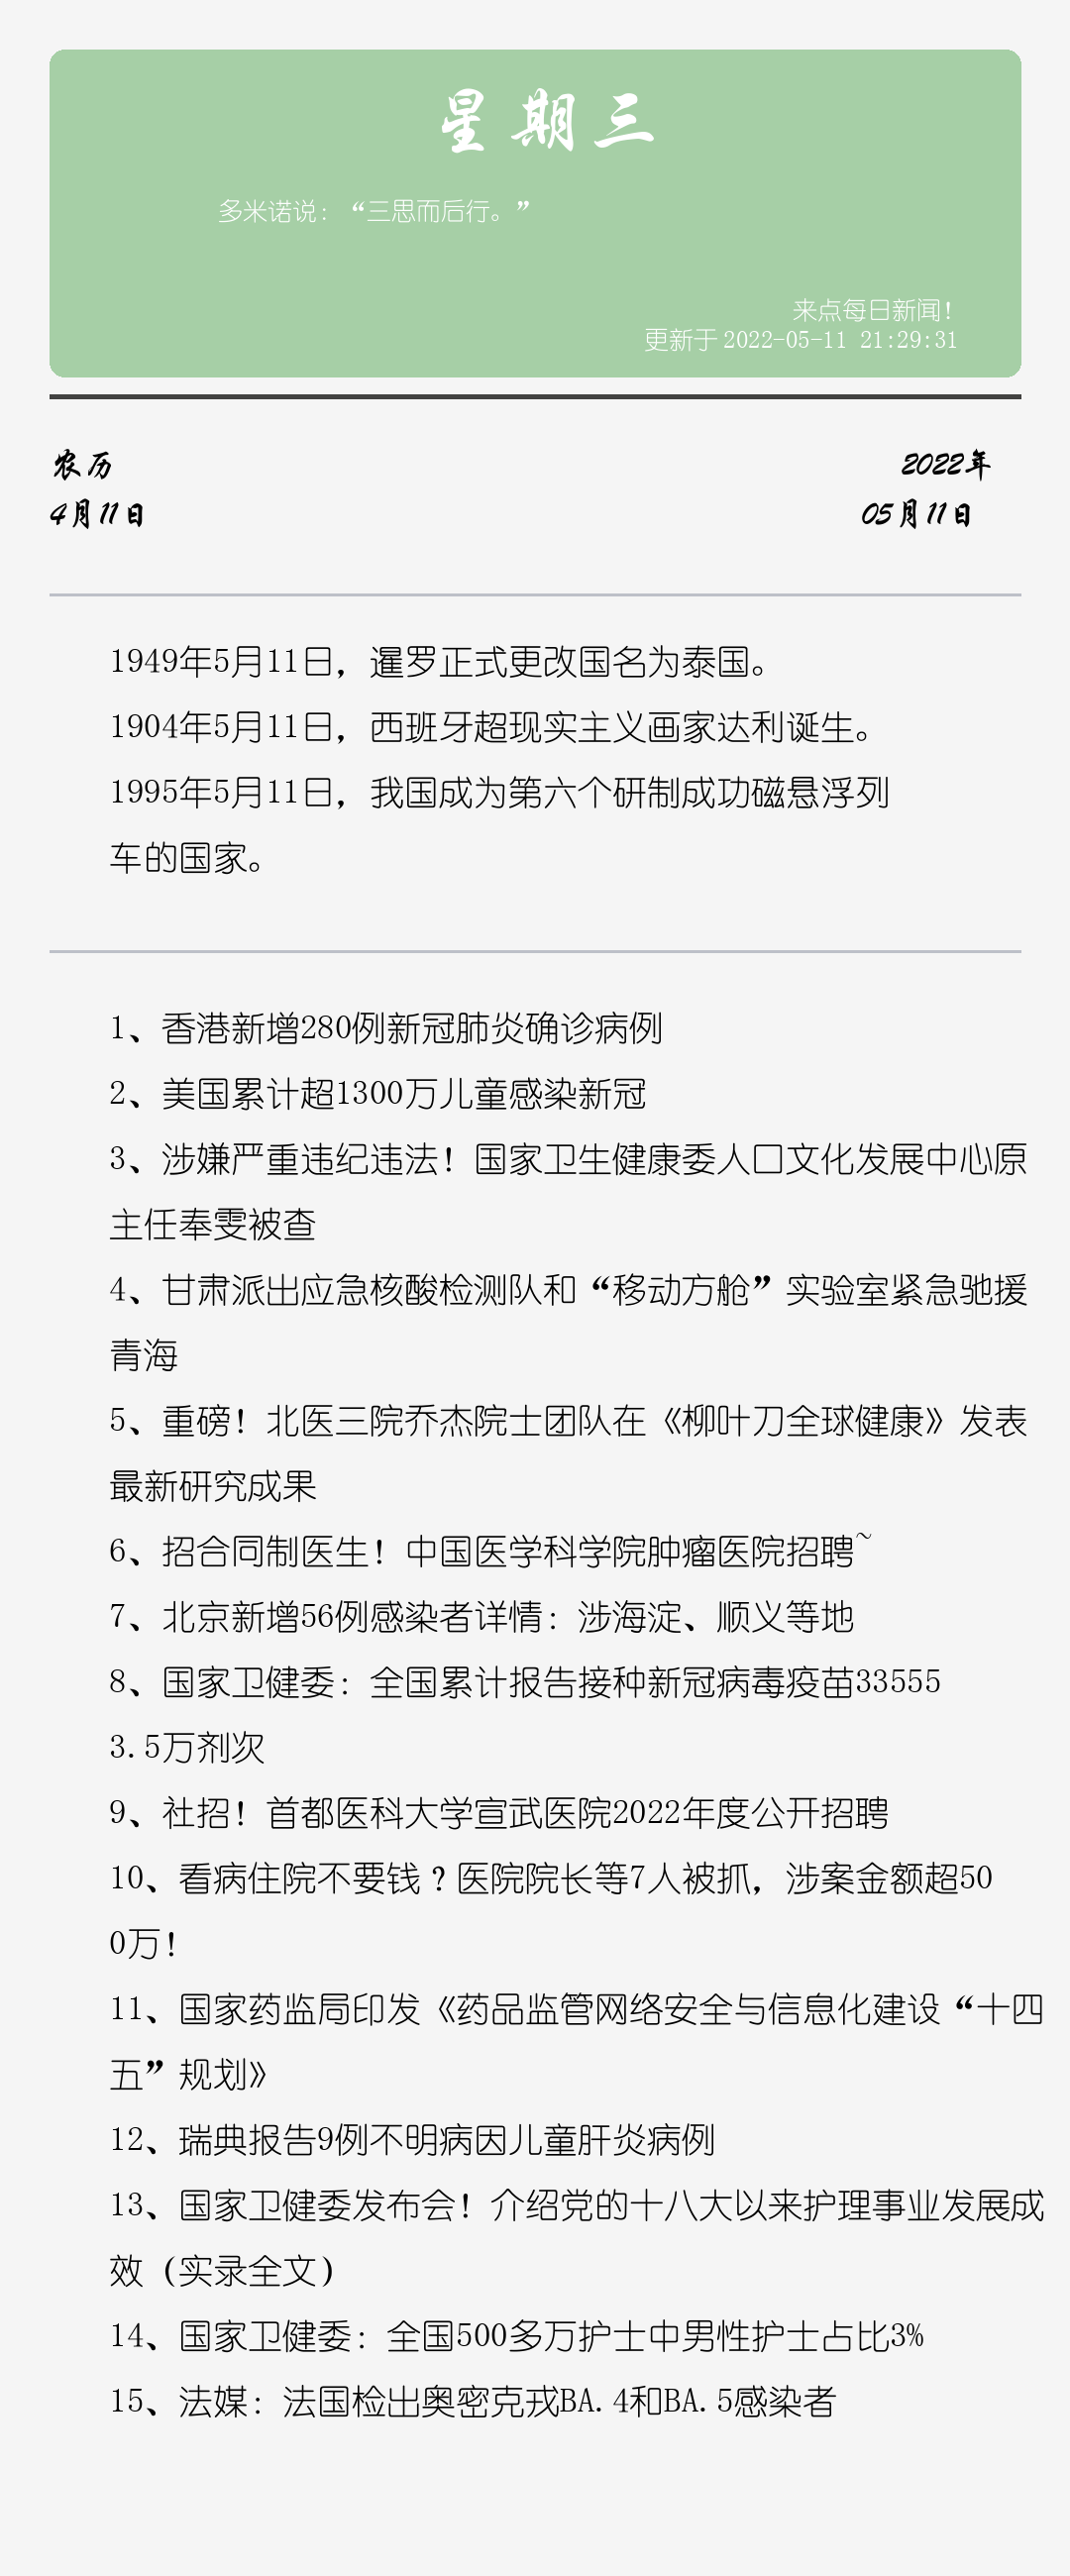 星期三
多米诺说：“三思而后行。”
来点每日新闻！
更新于 2022-05-11 21:29:31
农历
2022年
4月11日
05月11日
1949年5月11日，暹罗正式更改国名为泰国。
1904年5月11日，西班牙超现实主义画家达利诞生。
1995年5月11日，我国成为第六个研制成功磁悬浮列
车的国家。
1、香港新增280例新冠肺炎确诊病例
2、美国累计超1300万儿童感染新冠
3、涉嫌严重违纪违法！国家卫生健康委人口文化发展中心原
主任奉雯被查
4、甘肃派出应急核酸检测队和“移动方舱”实验室紧急驰援
青海
5、重磅！北医三院乔杰院士团队在《柳叶刀全球健康》发表
最新研究成果
6、招合同制医生！中国医学科学院肿瘤医院招聘~
7、北京新增56例感染者详情：涉海淀、顺义等地
8、国家卫健委：全国累计报告接种新冠病毒疫苗33555
3.5万剂次
9、社招！首都医科大学宣武医院2022年度公开招聘
10、看病住院不要钱？医院院长等7人被抓，涉案金额超50
0万！
11、国家药监局印发《药品监管网络安全与信息化建设“十四
五”规划》
12、瑞典报告9例不明病因儿童肝炎病例
13、国家卫健委发布会！介绍党的十八大以来护理事业发展成
效（实录全文）
14、国家卫健委：全国500多万护士中男性护士占比3%
15、法媒：法国检出奥密克戎BA.4和BA.5感染者